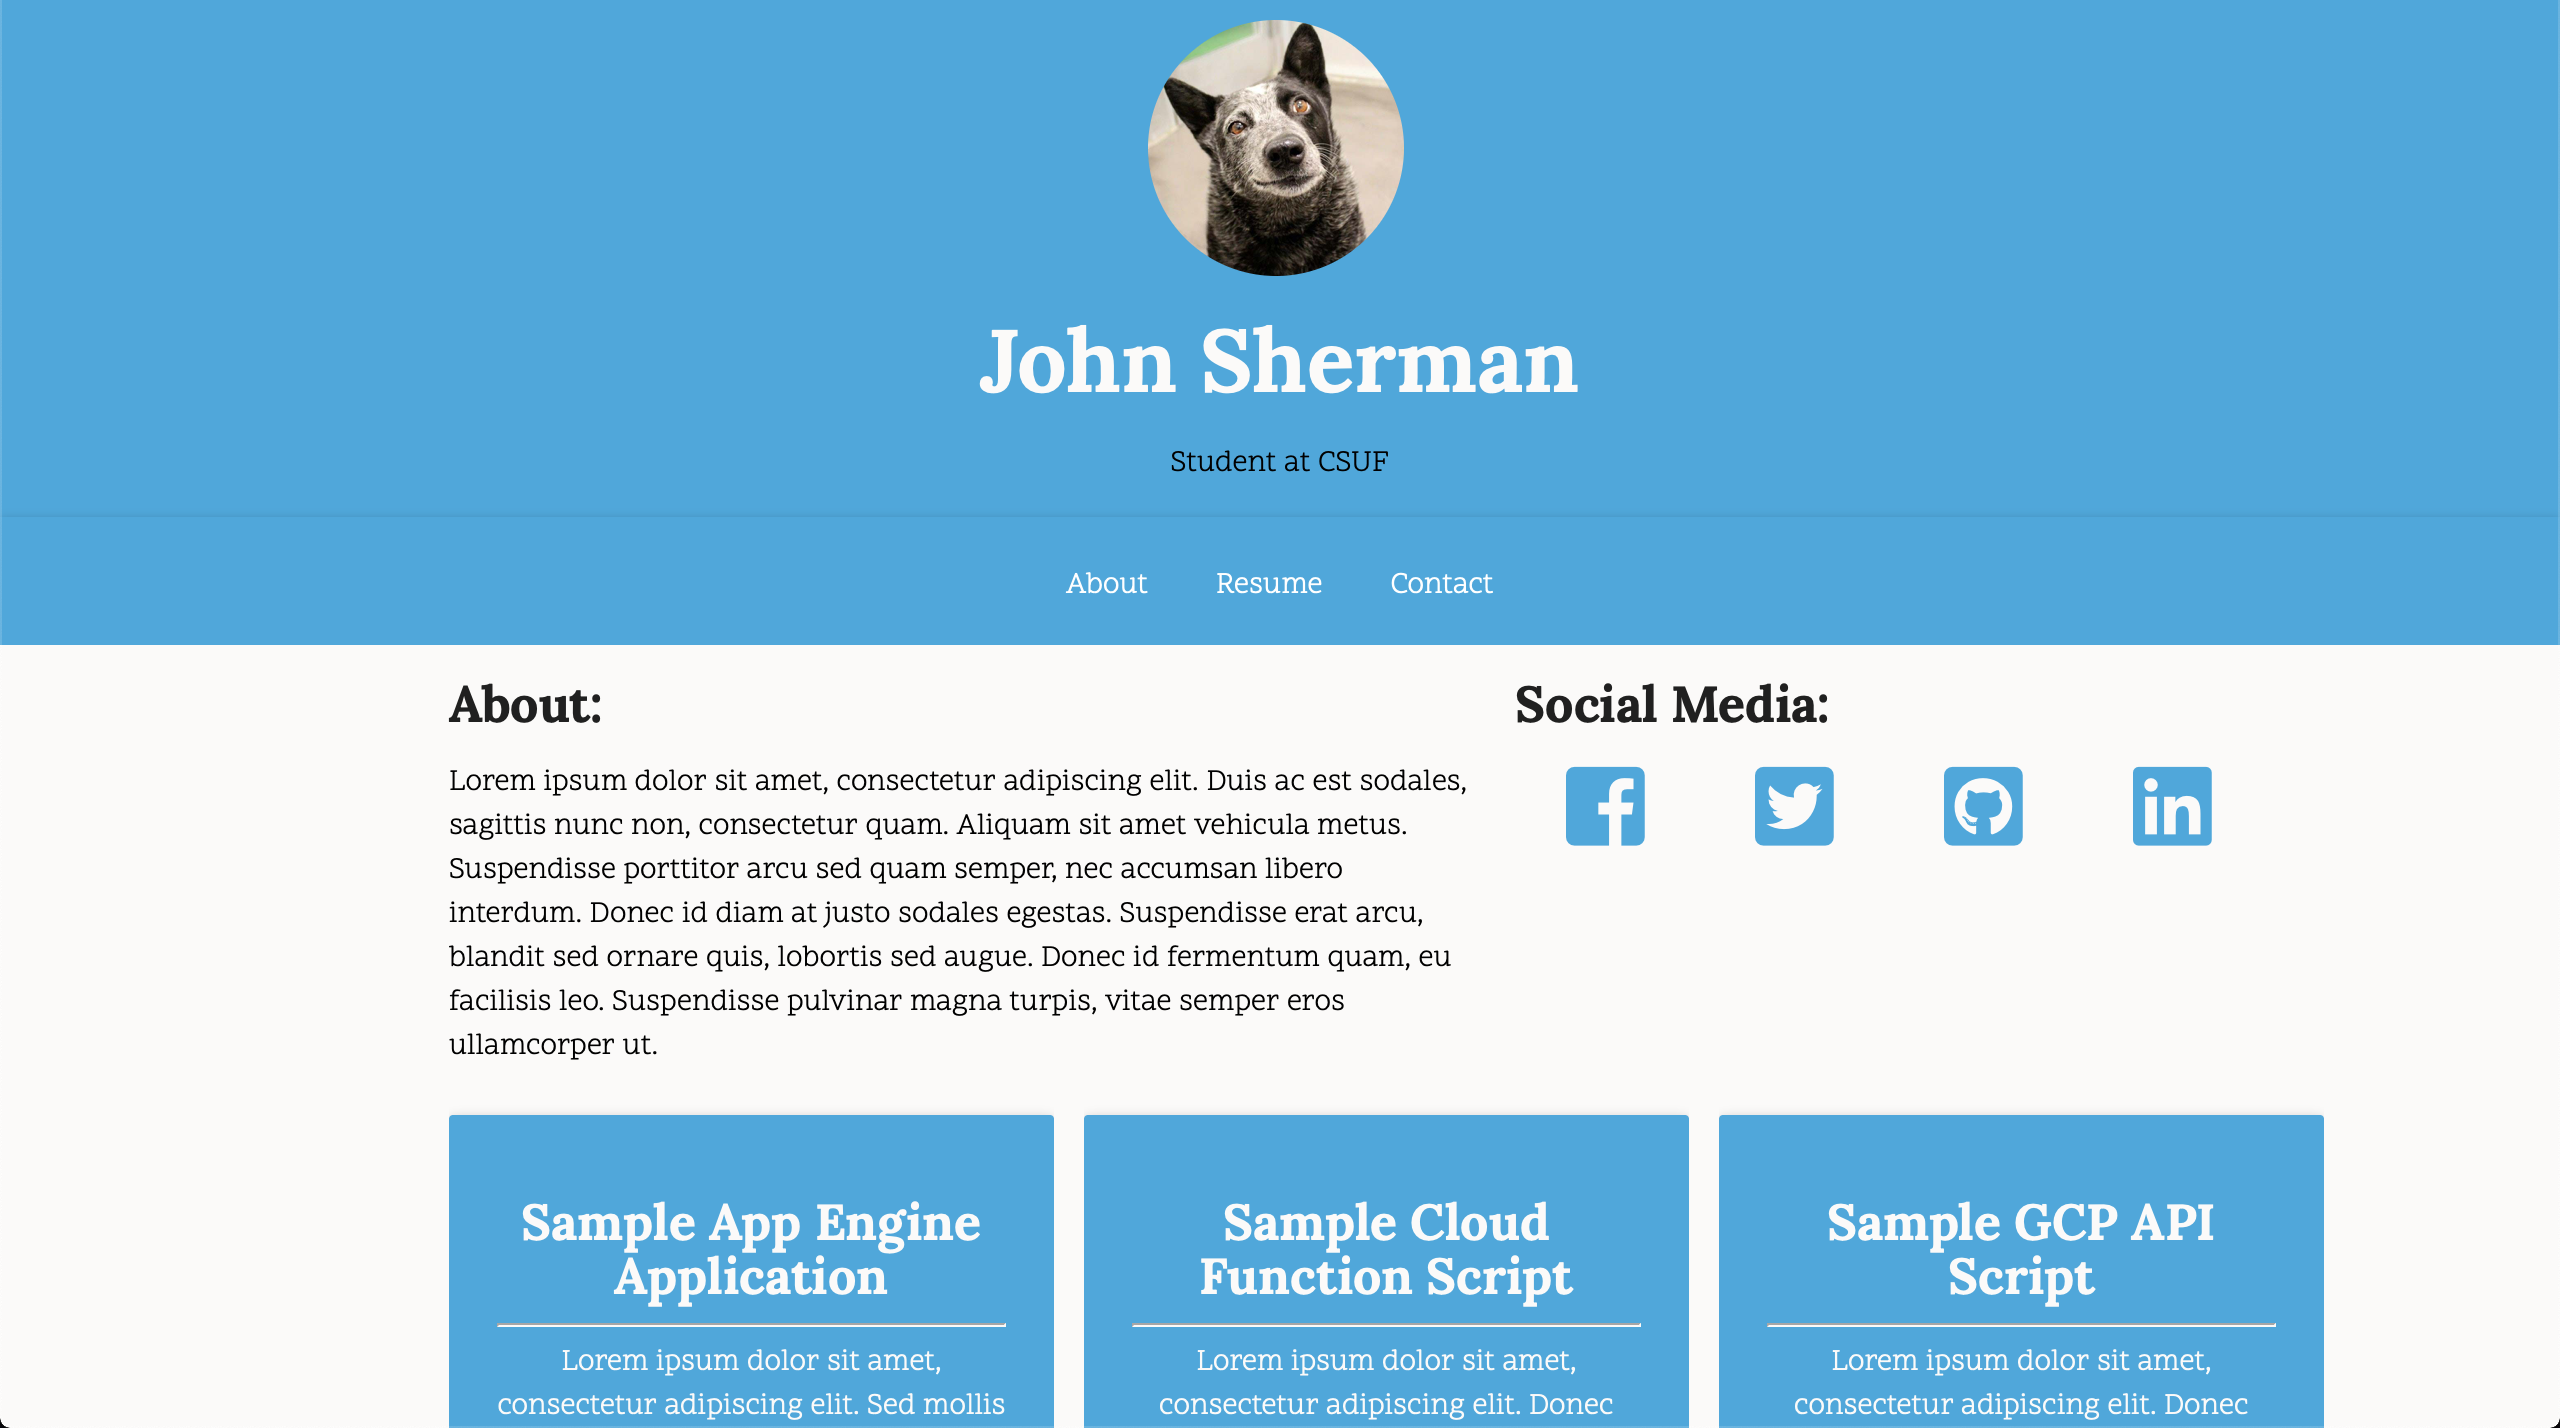 John Sherman
Student at CSUF
About Resume Contact
About:
Lorem ipsum dolor sit amet, consectetur adipiscing elit. Duis ac est sodales,
sagittis nunc non, consectetur quam. Aliquam sit amet vehicula metus.
Suspendisse porttitor arcu sed quam semper, nec accumsan libero
interdum. Donec id diam at justo sodales egestas. Suspendisse erat arcu,
blandit sed ornare quis, lobortis sed augue. Donec id fermentum quam, eu
facilisis leo. Suspendisse pulvinar magna turpis, vitae semper eros
ullamcorper ut.
Social Media:
Sample App Engine
Application
Lorem ipsum dolor sit amet,
consectetur adipiscing elit. Sed mollis
Sample Cloud
Function Script
Lorem ipsum dolor sit amet,
consectetur adipiscing elit. Donec
Sample GCP API
Script
Lorem ipsum dolor sit amet,
consectetur adipiscing elit. Donec